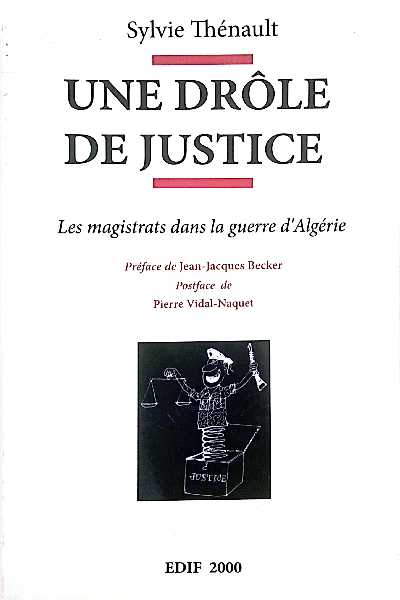 Sylvie Thénault
UNE DRÔLE
DE JUSTICE
Les magistrats dans la guerre d'Algérie
Préface de Jean-Jacques Becker
Postface de
Pierre Vidal-Naquet
JUSTICE
EDIF 2000